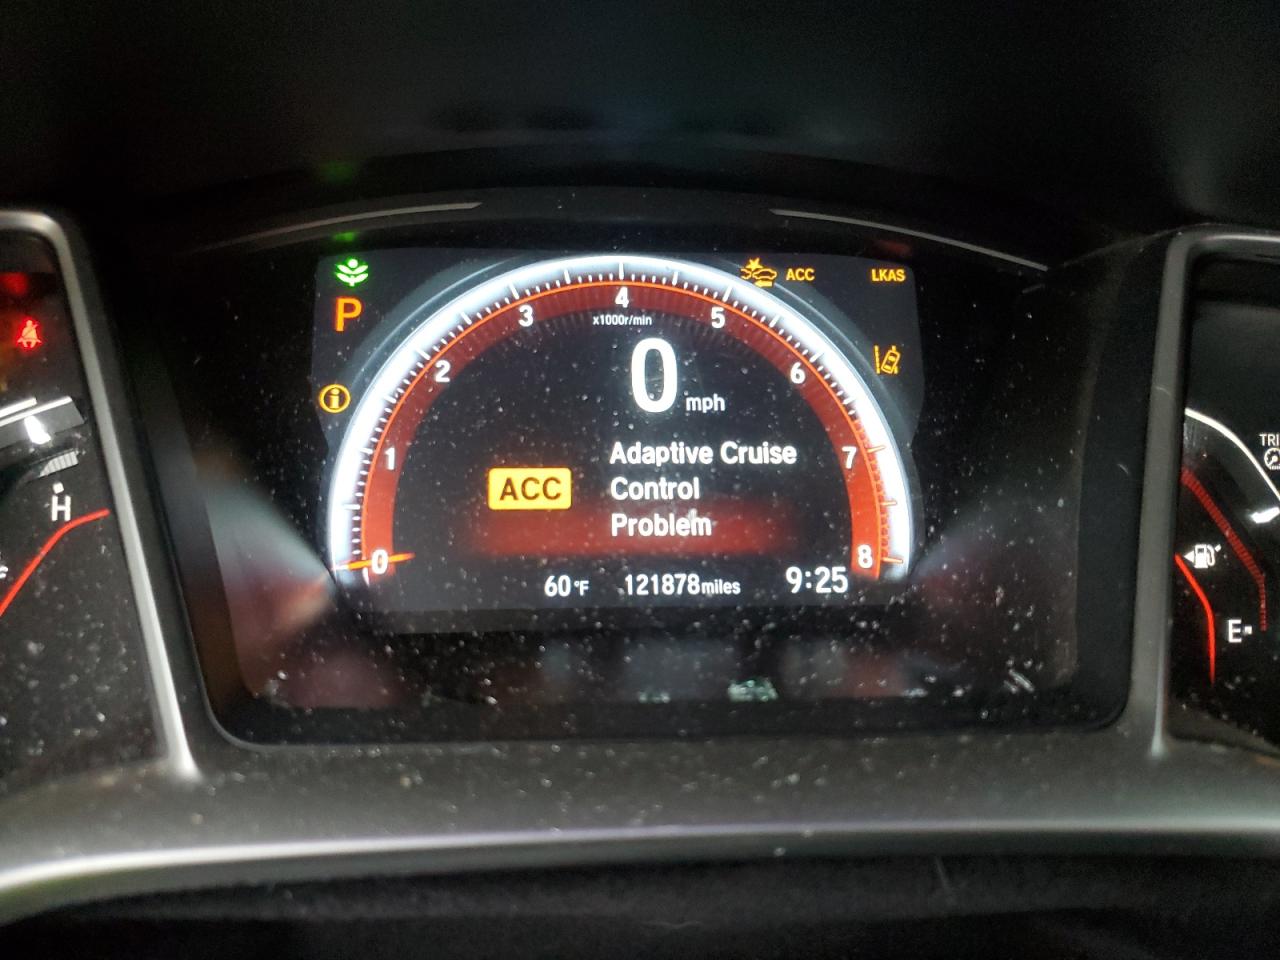 P
ACC
LKAS
0
1
2
3
4
5
6
7
8
x1000r/min
0 mph
ACC
Adaptive Cruise
Control
Problem
60°F
121878miles
9:25
H
TRI
E